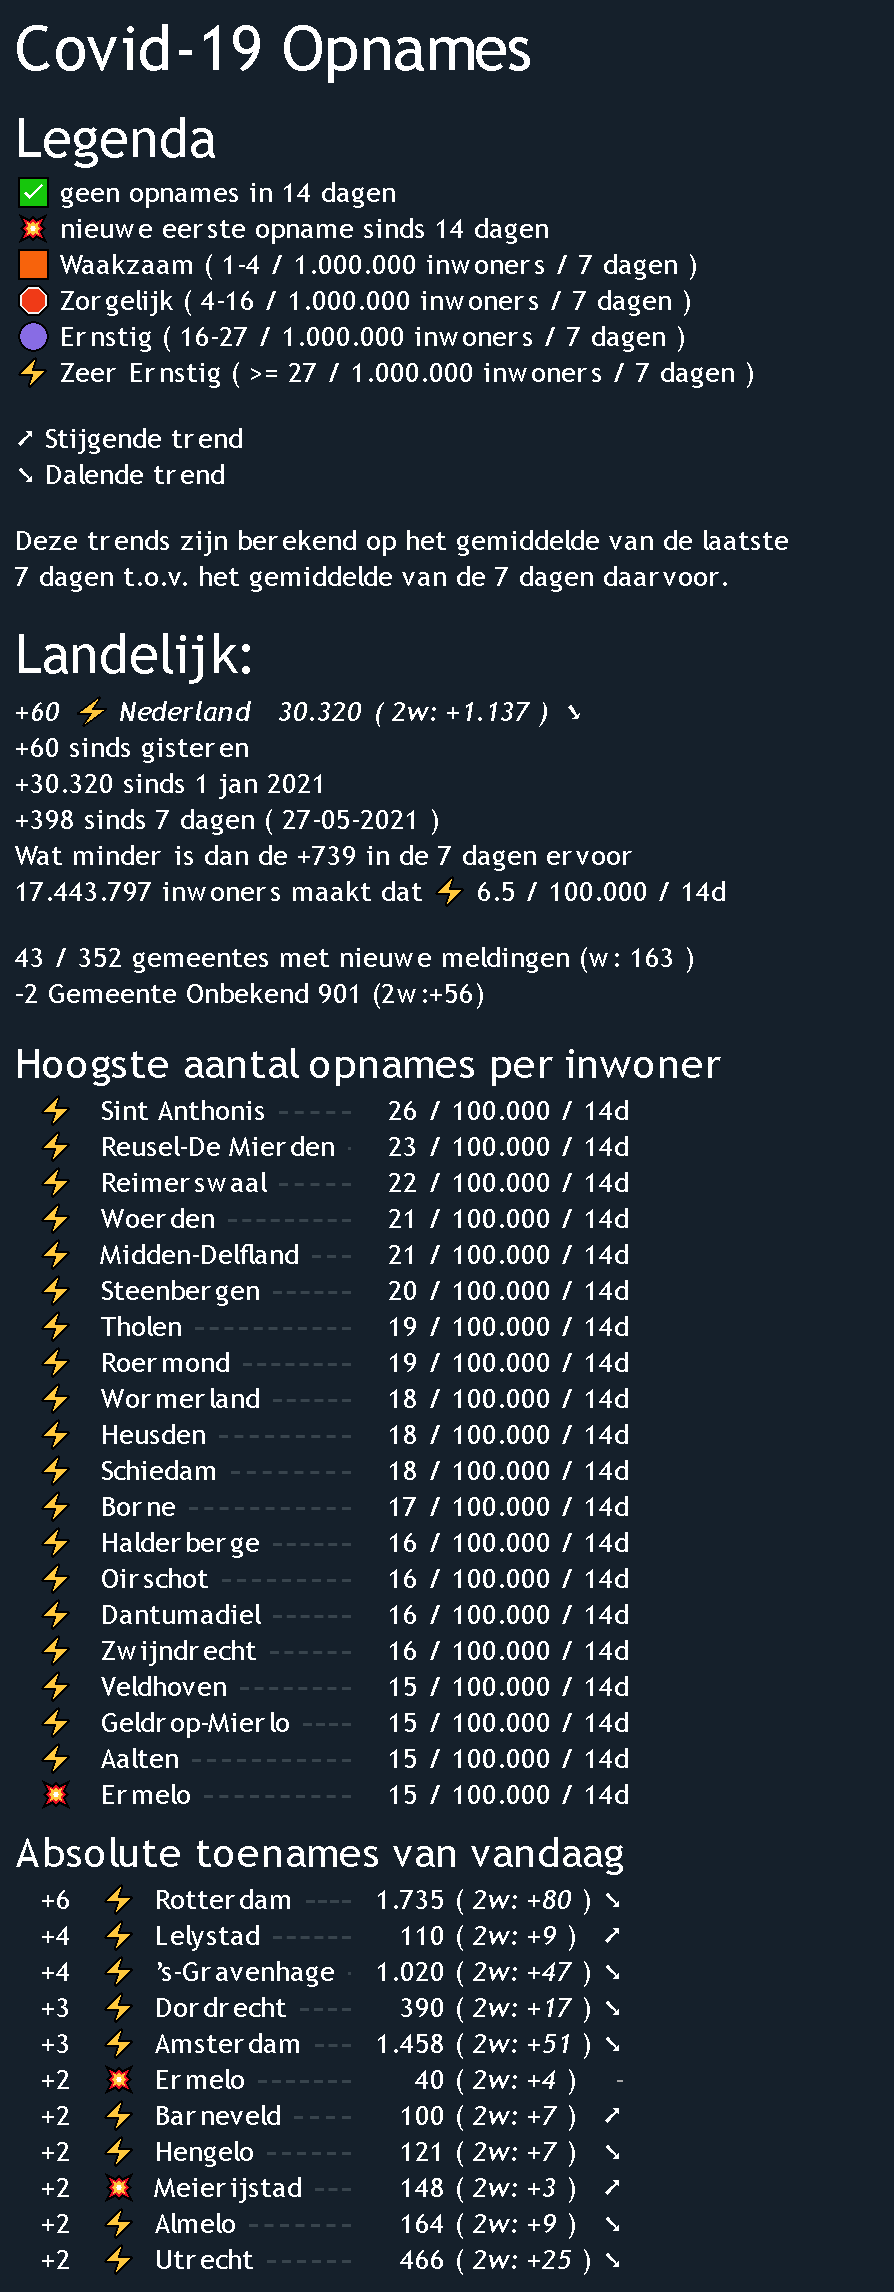 Covid-19 Opnames
Legenda
✅ geen opnames in 14 dagen
💥 nieuwe eerste opname sinds 14 dagen
🟧 Waakzaam ( 1-4 / 1.000.000 inwoners / 7 dagen )
🛑 Zorgelijk ( 4-16 / 1.000.000 inwoners / 7 dagen )
🟣 Ernstig ( 16-27 / 1.000.000 inwoners / 7 dagen )
⚡ Zeer Ernstig ( >= 27 / 1.000.000 inwoners / 7 dagen )
➚ Stijgende trend
➘ Dalende trend
Deze trends zijn berekend op het gemiddelde van de laatste
7 dagen t.o.v. het gemiddelde van de 7 dagen daarvoor.
Landelijk:
+60 ⚡ Nederland 30.320 ( 2w: +1.137 ) ➘
+60 sinds gisteren
+30.320 sinds 1 jan 2021
+398 sinds 7 dagen ( 27-05-2021 )
Wat minder is dan de +739 in de 7 dagen ervoor
17.443.797 inwoners maakt dat ⚡ 6.5 / 100.000 / 14d
43 / 352 gemeentes met nieuwe meldingen (w: 163 )
-2 Gemeente Onbekend 901 (2w:+56)
Hoogste aantal opnames per inwoner
⚡ Sint Anthonis ----- 26 / 100.000 / 14d
⚡ Reusel-De Mierden · 23 / 100.000 / 14d
⚡ Reimerswaal ----- 22 / 100.000 / 14d
⚡ Woerden --------- 21 / 100.000 / 14d
⚡ Midden-Delfland --- 21 / 100.000 / 14d
⚡ Steenbergen ------ 20 / 100.000 / 14d
⚡ Tholen ----------- 19 / 100.000 / 14d
⚡ Roermond -------- 19 / 100.000 / 14d
⚡ Wormerland ------ 18 / 100.000 / 14d
⚡ Heusden --------- 18 / 100.000 / 14d
⚡ Schiedam -------- 18 / 100.000 / 14d
⚡ Borne ----------- 17 / 100.000 / 14d
⚡ Halderberge ------ 16 / 100.000 / 14d
⚡ Oirschot --------- 16 / 100.000 / 14d
⚡ Dantumadiel ------ 16 / 100.000 / 14d
⚡ Zwijndrecht ------ 16 / 100.000 / 14d
⚡ Veldhoven -------- 15 / 100.000 / 14d
⚡ Geldrop-Mierlo ---- 15 / 100.000 / 14d
⚡ Aalten ----------- 15 / 100.000 / 14d
💥 Ermelo ---------- 15 / 100.000 / 14d
Absolute toenames van vandaag
+6 ⚡ Rotterdam ---- 1.735 ( 2w: +80 ) ➘
+4 ⚡ Lelystad ------ 110 ( 2w: +9 ) ➚
+4 ⚡ 's-Gravenhage · 1.020 ( 2w: +47 ) ➘
+3 ⚡ Dordrecht ---- 390 ( 2w: +17 ) ➘
+3 ⚡ Amsterdam --- 1.458 ( 2w: +51 ) ➘
+2 💥 Ermelo ------- 40 ( 2w: +4 ) -
+2 ⚡ Barneveld ---- 100 ( 2w: +7 ) ➚
+2 ⚡ Hengelo ------ 121 ( 2w: +7 ) ➘
+2 💥 Meierijstad --- 148 ( 2w: +3 ) ➚
+2 ⚡ Almelo ------- 164 ( 2w: +9 ) ➘
+2 ⚡ Utrecht ------ 466 ( 2w: +25 ) ➘